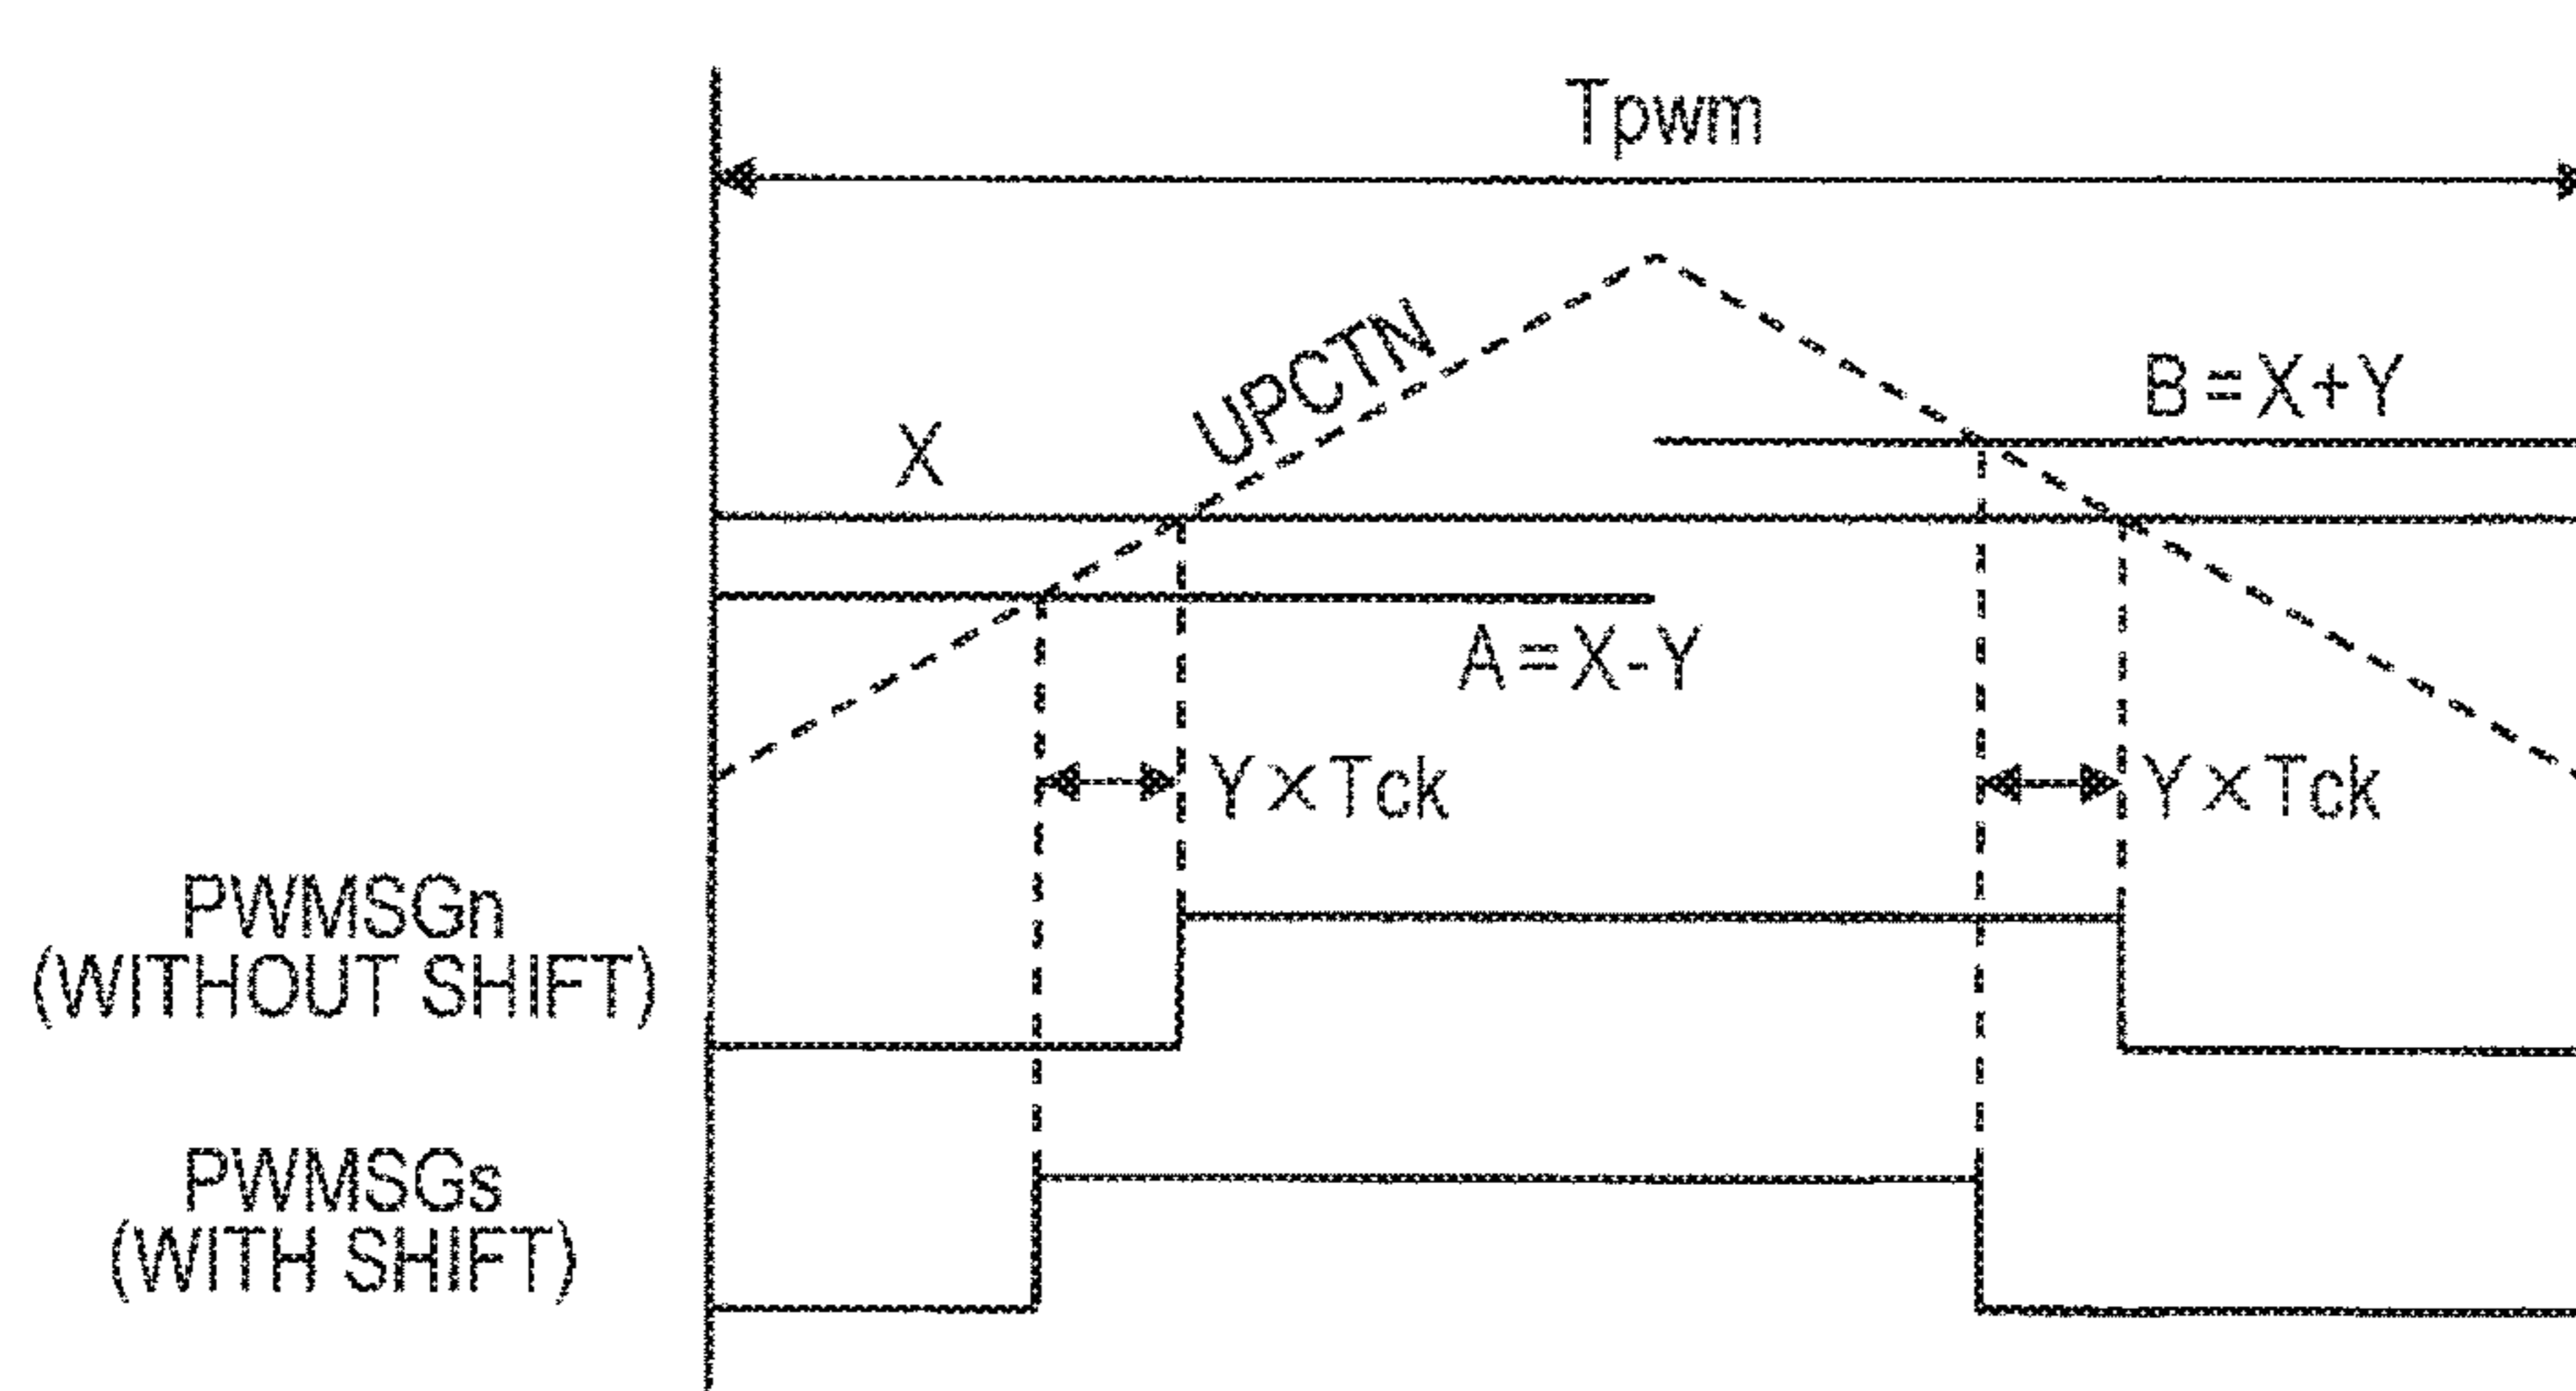 Tpwm
UPCTN
B=X+Y
X
A=X-Y
Y×Tck
Y×Tck
PWMSGn
(WITHOUT SHIFT)
PWMSGs
(WITH SHIFT)